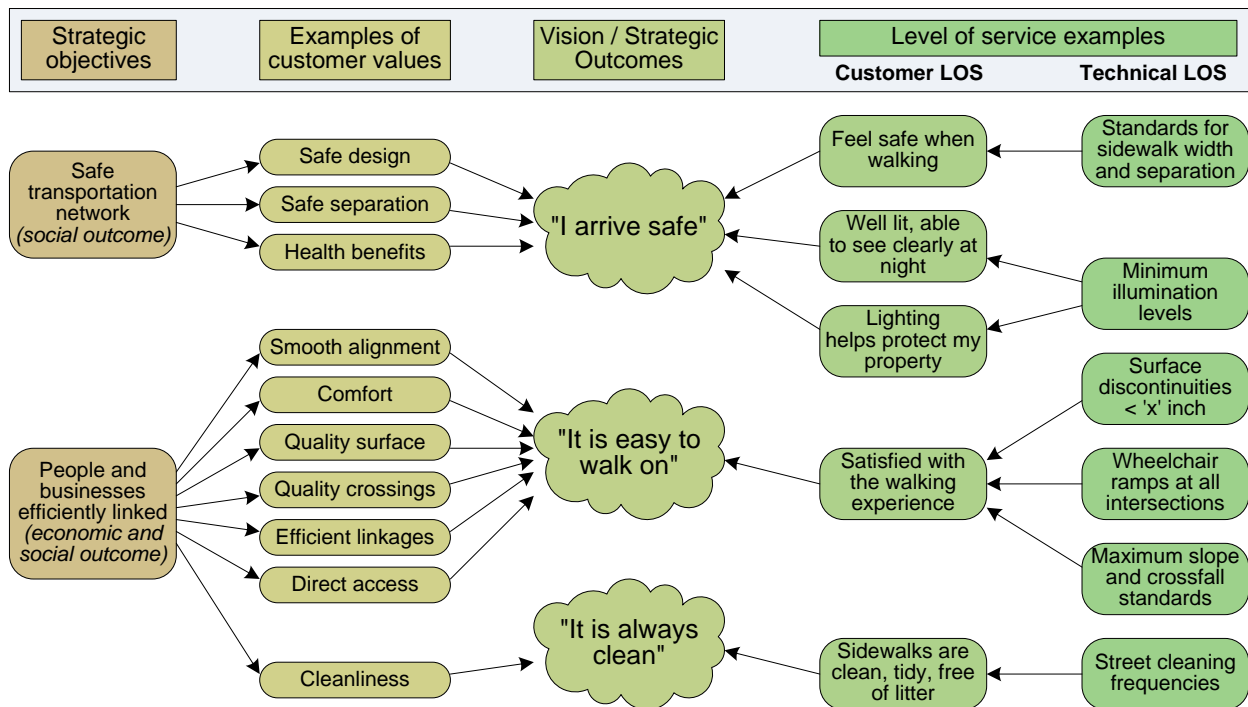 Strategic
objectives
Examples of
customer values
Vision / Strategic
Outcomes
Level of service examples
Customer LOS
Technical LOS
Safe
transportation
network
(social outcome)
Safe design
Safe separation
Health benefits
"I arrive safe"
Feel safe when
walking
Well lit, able
to see clearly at
night
Lighting
helps protect my
property
Standards for
sidewalk width
and separation
Minimum
illumination
levels
People and
businesses
efficiently linked
(economic and
social outcome)
Smooth alignment
Comfort
Quality surface
Quality crossings
Efficient linkages
Direct access
Cleanliness
"It is easy to
walk on"
"It is always
clean"
Satisfied with
the walking
experience
Sidewalks are
clean, tidy, free
of litter
Surface
discontinuities
< 'x' inch
Wheelchair
ramps at all
intersections
Maximum slope
and crossfall
standards
Street cleaning
frequencies